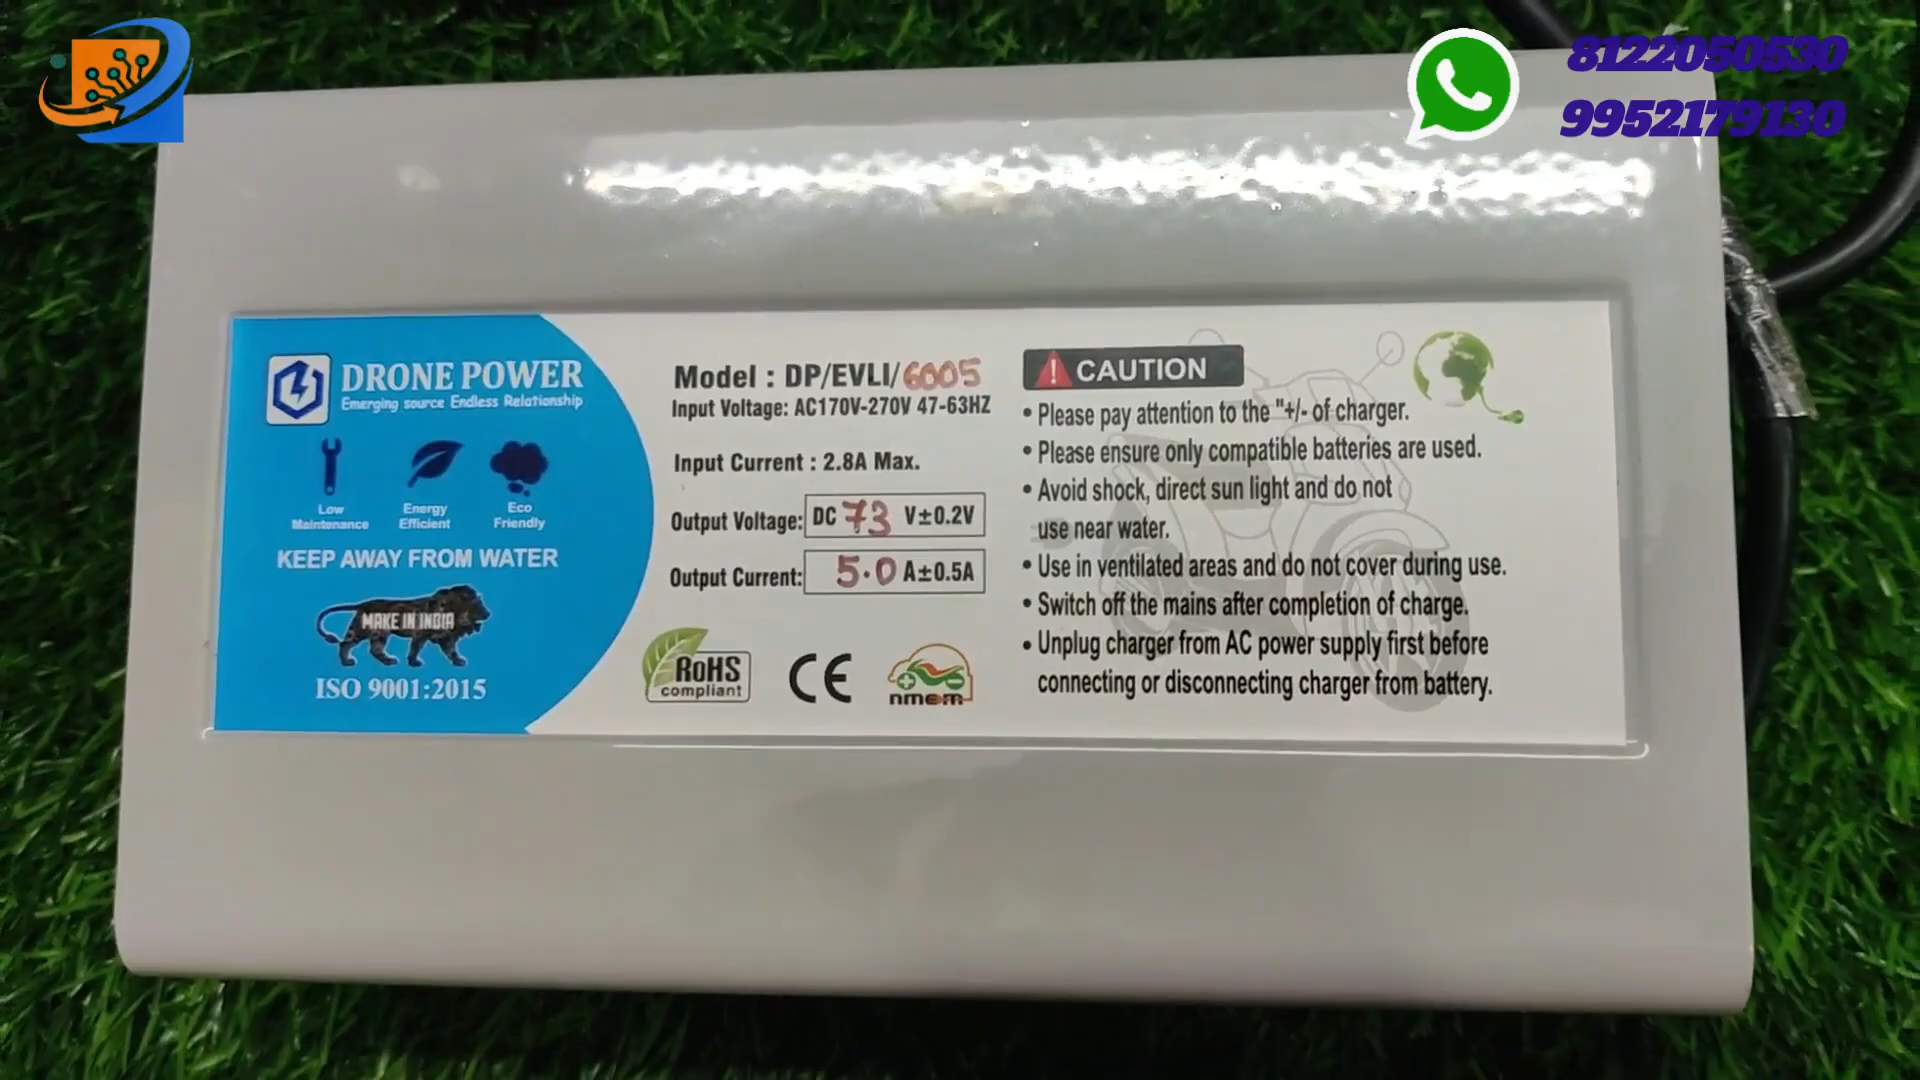 8122050530
9952179130
DRONE POWER
Emerging source Endless Relationship
Low Maintenance
Energy Efficient
Eco Friendly
KEEP AWAY FROM WATER
MAKE IN INDIA
ISO 9001:2015
Model : DP/EVLI/6005
Input Voltage: AC170V-270V 47-63HZ
Input Current : 2.8A Max.
Output Voltage: DC 73 V±0.2V
Output Current: 5.0 A±0.5A
RoHS
compliant
CE
nmem
! CAUTION
• Please pay attention to the "+/- of charger.
• Please ensure only compatible batteries are used.
• Avoid shock, direct sun light and do not
use near water.
• Use in ventilated areas and do not cover during use.
• Switch off the mains after completion of charge.
• Unplug charger from AC power supply first before
connecting or disconnecting charger from battery.